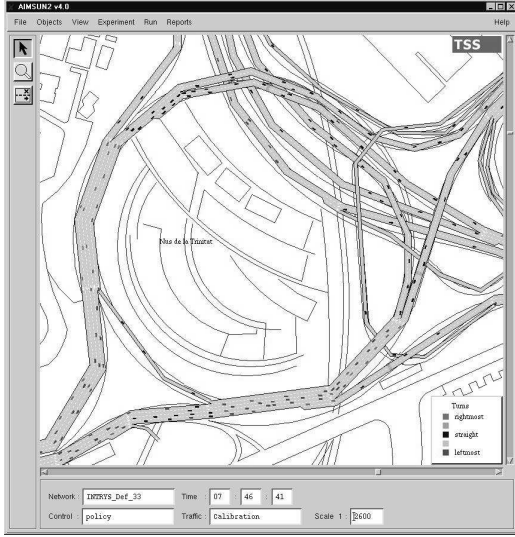 AIMSUN2 v4.0
File Objects View Experiment Run Reports Help
TSS
Nus de la Trinitat
Turns
rightmost
straight
leftmost
Network : INTRYS_Def_33 Time : 07 : 46 : 41
Control : policy Traffic : Calibration Scale 1 : 2600